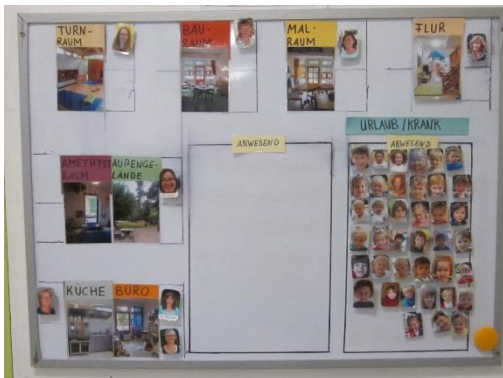 TURN-
RAUM
BAU-
RAUM
MAL-
RAUM
FLUR
URLAUB/KRANK
ANWESEND
ABWESEND
AMETHYST
RAUM
AUßENGE-
LÄNDE
KÜCHE
BÜRO